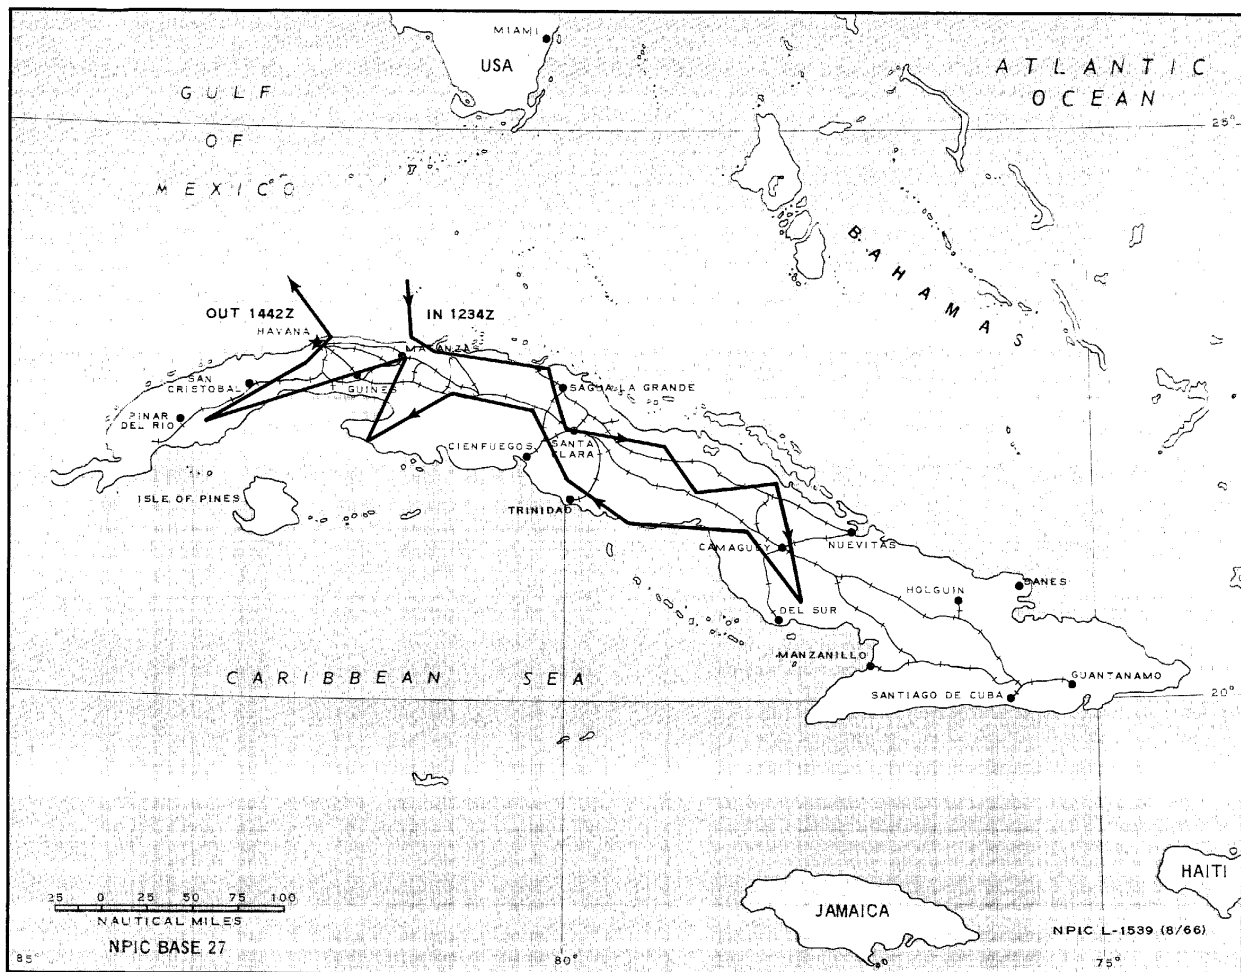 MIAMI
USA
ATLANTIC
OCEAN
GULF
OF
MEXICO
25°
BAHAMAS
OUT 1442Z
IN 1234Z
HAVANA
MATANZAS
SAN
CRISTOBAL
GUINES
SAGUA LA GRANDE
PINAR
DEL RIO
CIENFUEGOS
SANTA
CLARA
ISLE OF PINES
TRINIDAD
CAMAGUEY
NUEVITAS
BANES
HOLGUIN
DEL SUR
MANZANILLO
GUANTANAMO
CARIBBEAN SEA
SANTIAGO DE CUBA
20°
HAITI
25 0 25 50 75 100
NAUTICAL MILES
JAMAICA
NPIC L-1539 (8/66)
NPIC BASE 27
85°
80°
75°